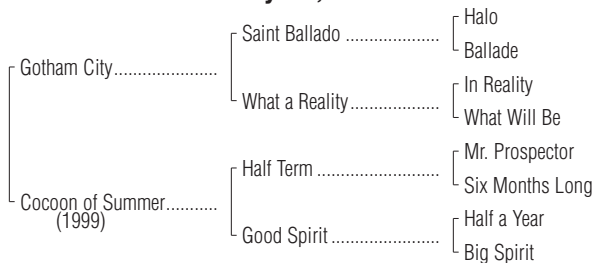 Halo
Saint Ballado ...................
Ballade
Gotham City.....................
In Reality
What a Reality..................
What Will Be
Mr. Prospector
Half Term .........................
Six Months Long
Cocoon of Summer..........
(1999)
Half a Year
Good Spirit......................
Big Spirit